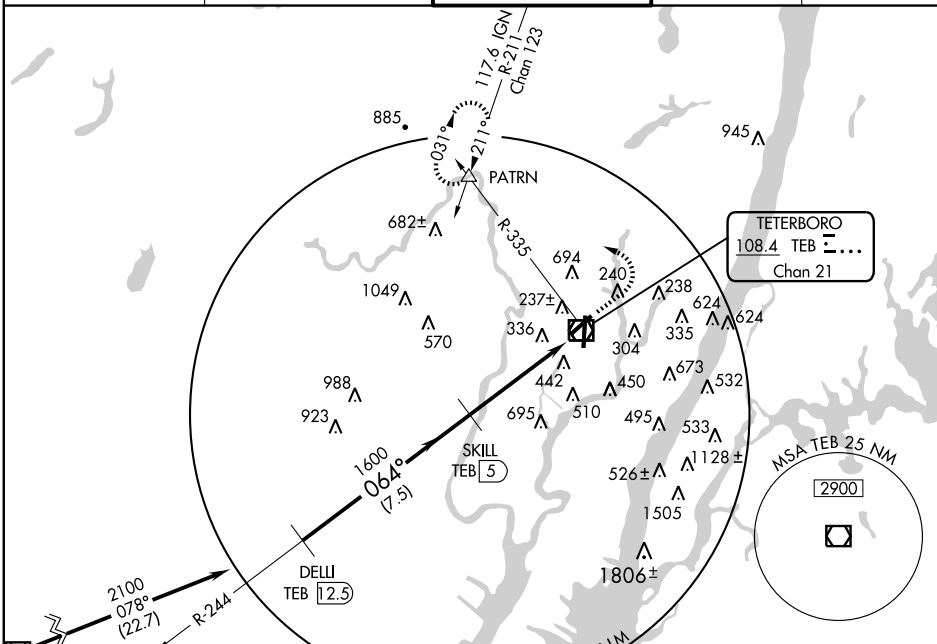 117.6 IGN
R-211
Chan 123
885
031°
211°
945
PATRN
TETERBORO
108.4 TEB
Chan 21
682±
R-335
694
240
238
1049
237±
624
624
570
336
304
335
442
450
673
532
988
510
923
695
495
533
SKILL
TEB 5
1600
064°
(7.5)
526±
1128±
1505
MSA TEB 25 NM
2900
1806±
DELLI
TEB 12.5
2100
078°
(22.7)
R-244